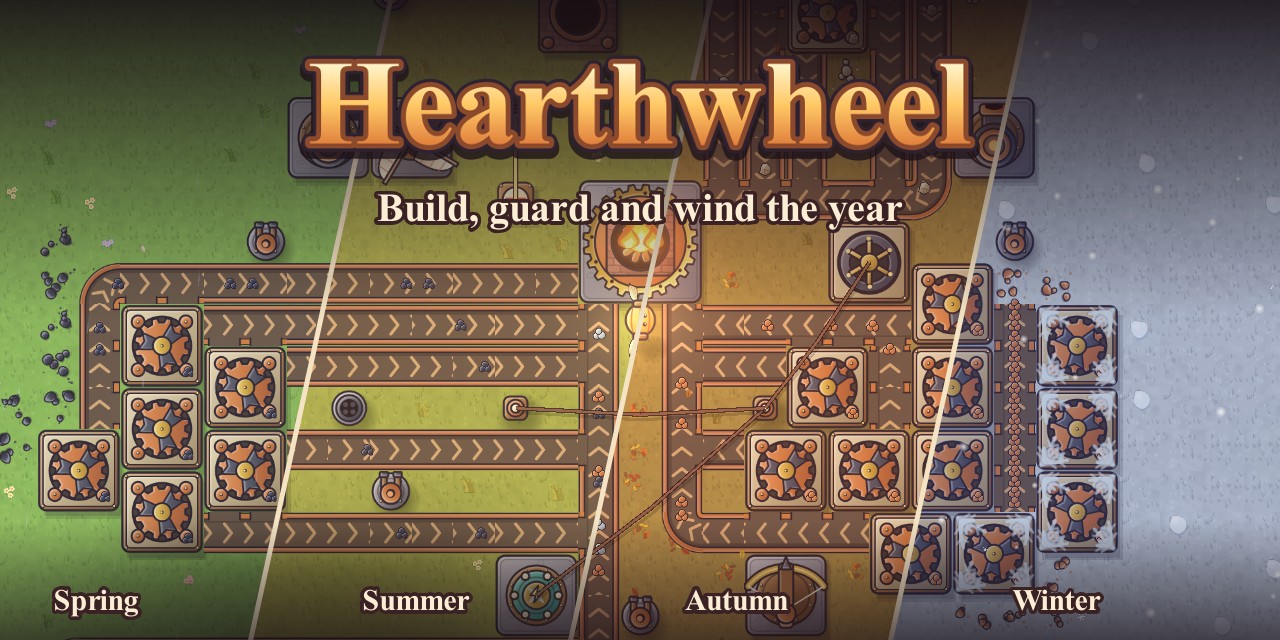 Hearthwheel
Build, guard and wind the year
Spring
Summer
Autumn
Winter